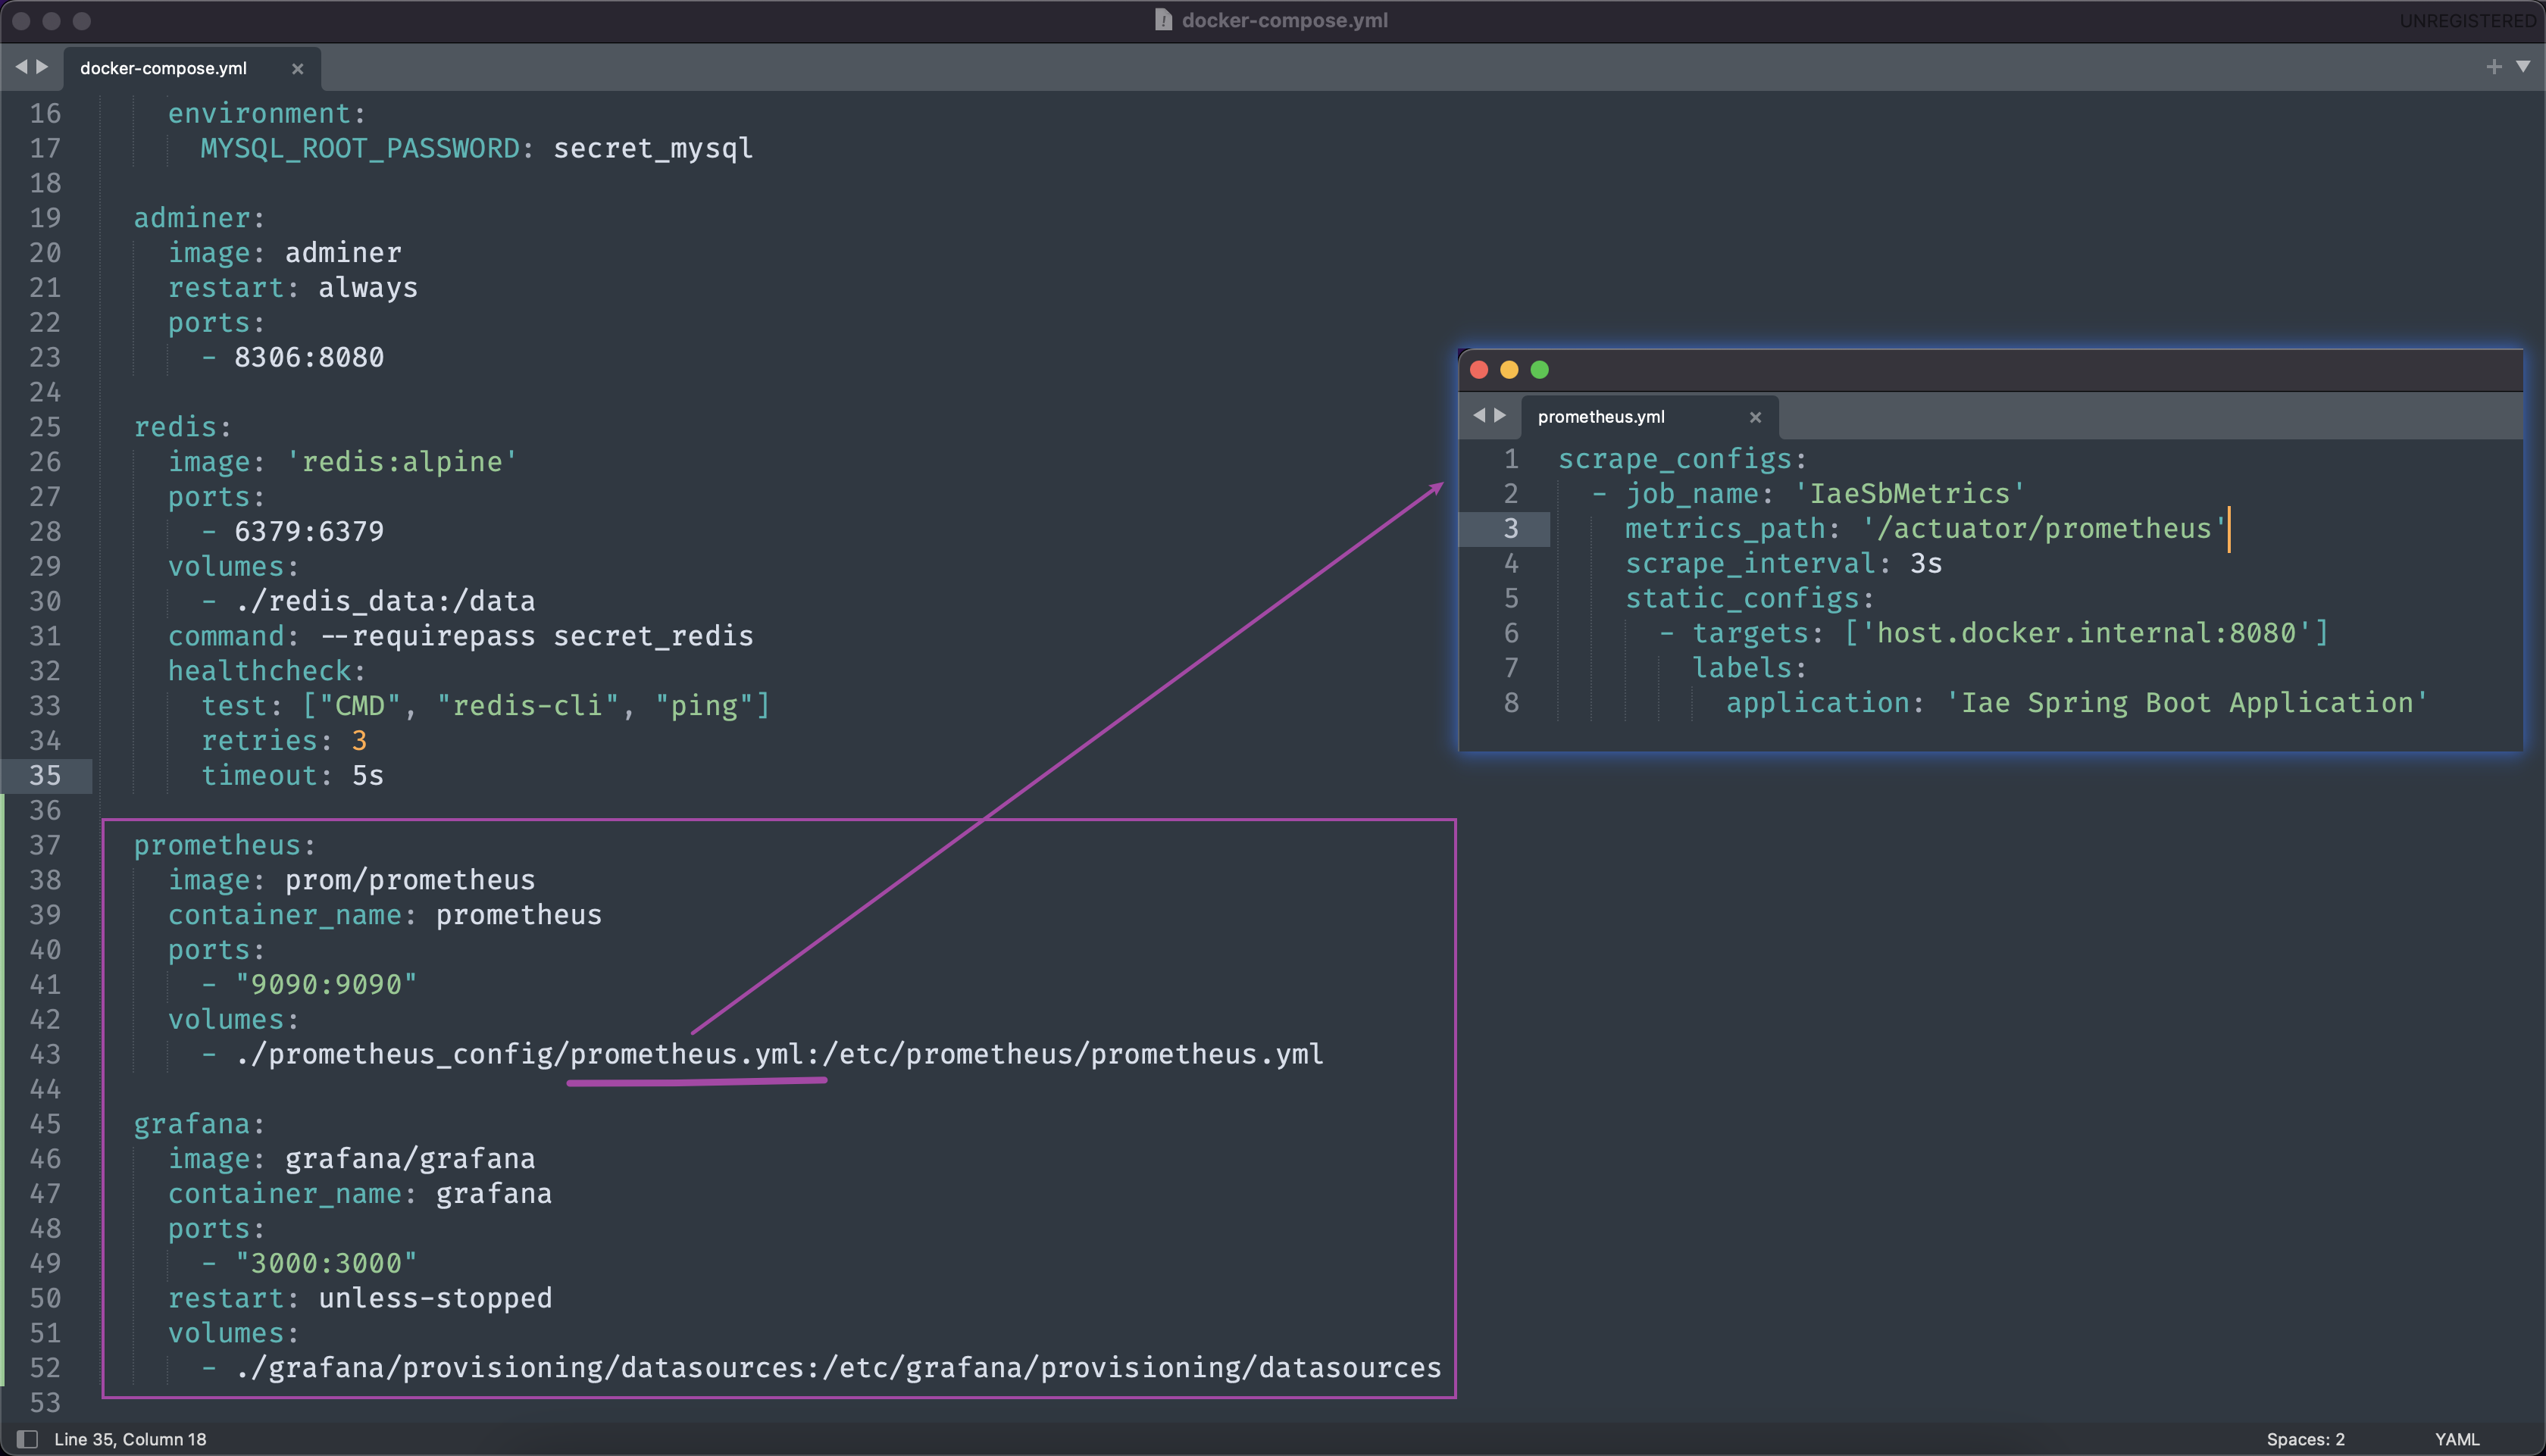 docker-compose.yml
UNREGISTERED
docker-compose.yml
16 environment:
17 MYSQL_ROOT_PASSWORD: secret_mysql
18
19 adminer:
20 image: adminer
21 restart: always
22 ports:
23 - 8306:8080
24
25 redis:
26 image: 'redis:alpine'
27 ports:
28 - 6379:6379
29 volumes:
30 - ./redis_data:/data
31 command: --requirepass secret_redis
32 healthcheck:
33 test: ["CMD", "redis-cli", "ping"]
34 retries: 3
35 timeout: 5s
36
37 prometheus:
38 image: prom/prometheus
39 container_name: prometheus
40 ports:
41 - "9090:9090"
42 volumes:
43 - ./prometheus_config/prometheus.yml:/etc/prometheus/prometheus.yml
44
45 grafana:
46 image: grafana/grafana
47 container_name: grafana
48 ports:
49 - "3000:3000"
50 restart: unless-stopped
51 volumes:
52 - ./grafana/provisioning/datasources:/etc/grafana/provisioning/datasources
53
prometheus.yml
1 scrape_configs:
2 - job_name: 'IaeSbMetrics'
3 metrics_path: '/actuator/prometheus'
4 scrape_interval: 3s
5 static_configs:
6 - targets: ['host.docker.internal:8080']
7 labels:
8 application: 'Iae Spring Boot Application'
Line 35, Column 18
Spaces: 2
YAML